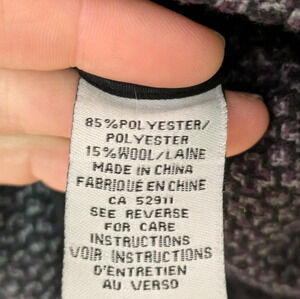 85%POLYESTER/
POLYESTER
15%WOOL/LAINE
MADE IN CHINA
FABRIQUÉ EN CHINE
CA 52911
SEE REVERSE
FOR CARE
INSTRUCTIONS
VOIR INSTRUCTIONS
D'ENTRETIEN
AU VERSO